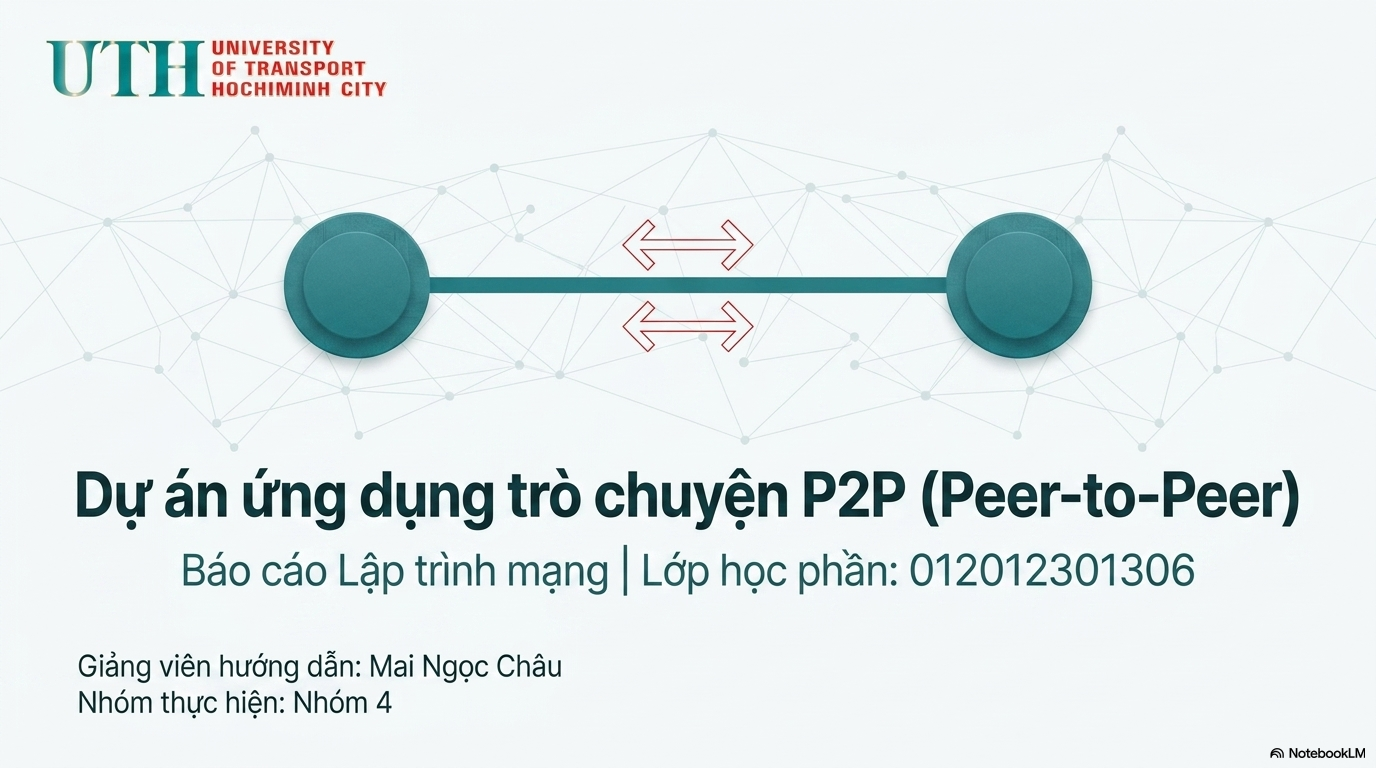 UTH UNIVERSITY
OF TRANSPORT
HOCHIMINH CITY
Dự án ứng dụng trò chuyện P2P (Peer-to-Peer)
Báo cáo Lập trình mạng | Lớp học phần: 012012301306
Giảng viên hướng dẫn: Mai Ngọc Châu
Nhóm thực hiện: Nhóm 4
NotebookLM